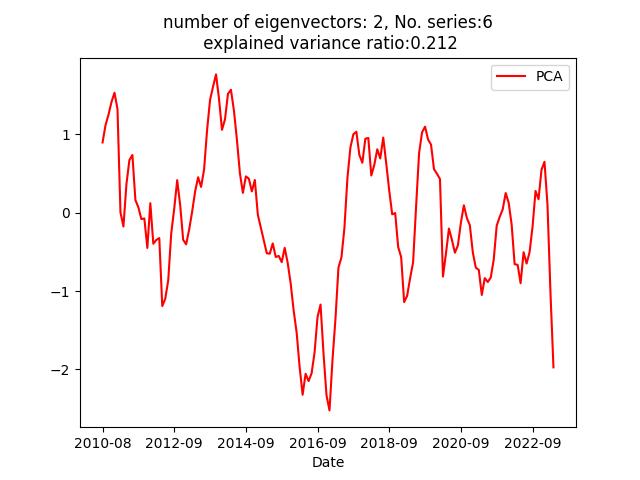 number of eigenvectors: 2, No. series:6
explained variance ratio:0.212
PCA
1
0
−1
−2
2010-08 2012-09 2014-09 2016-09 2018-09 2020-09 2022-09
Date